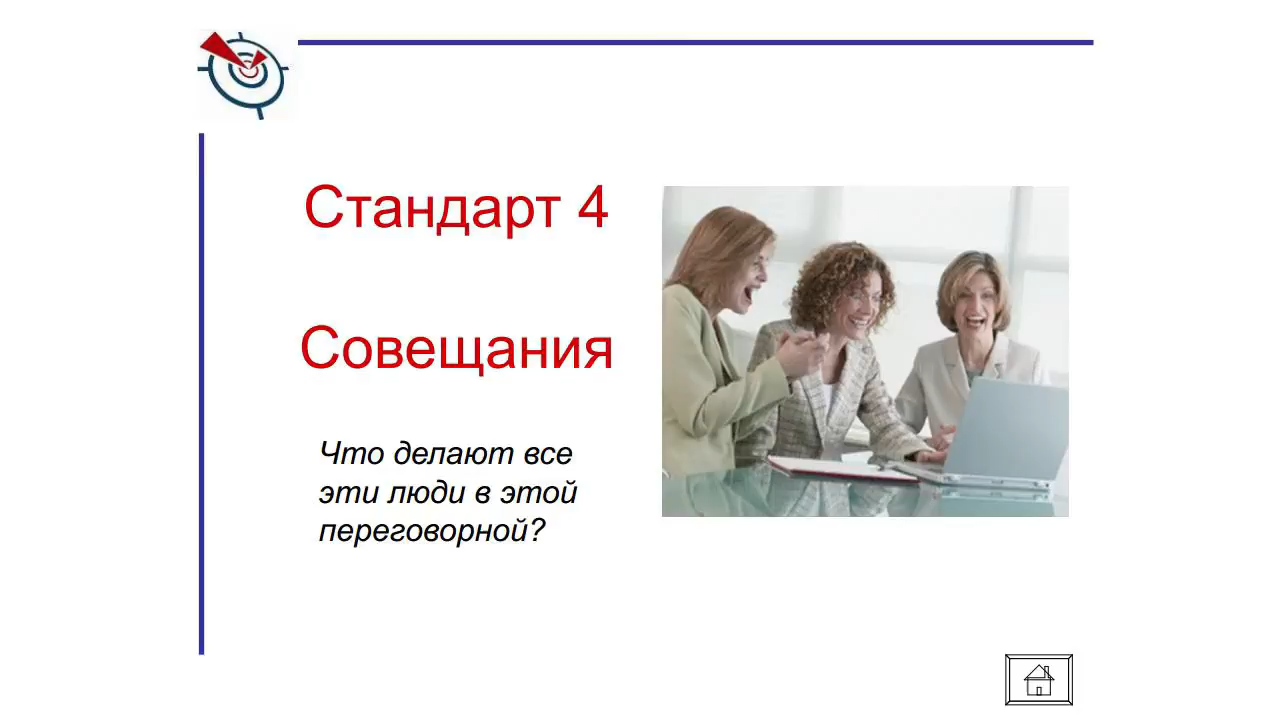 Стандарт 4
Совещания
Что делают все
эти люди в этой
переговорной?